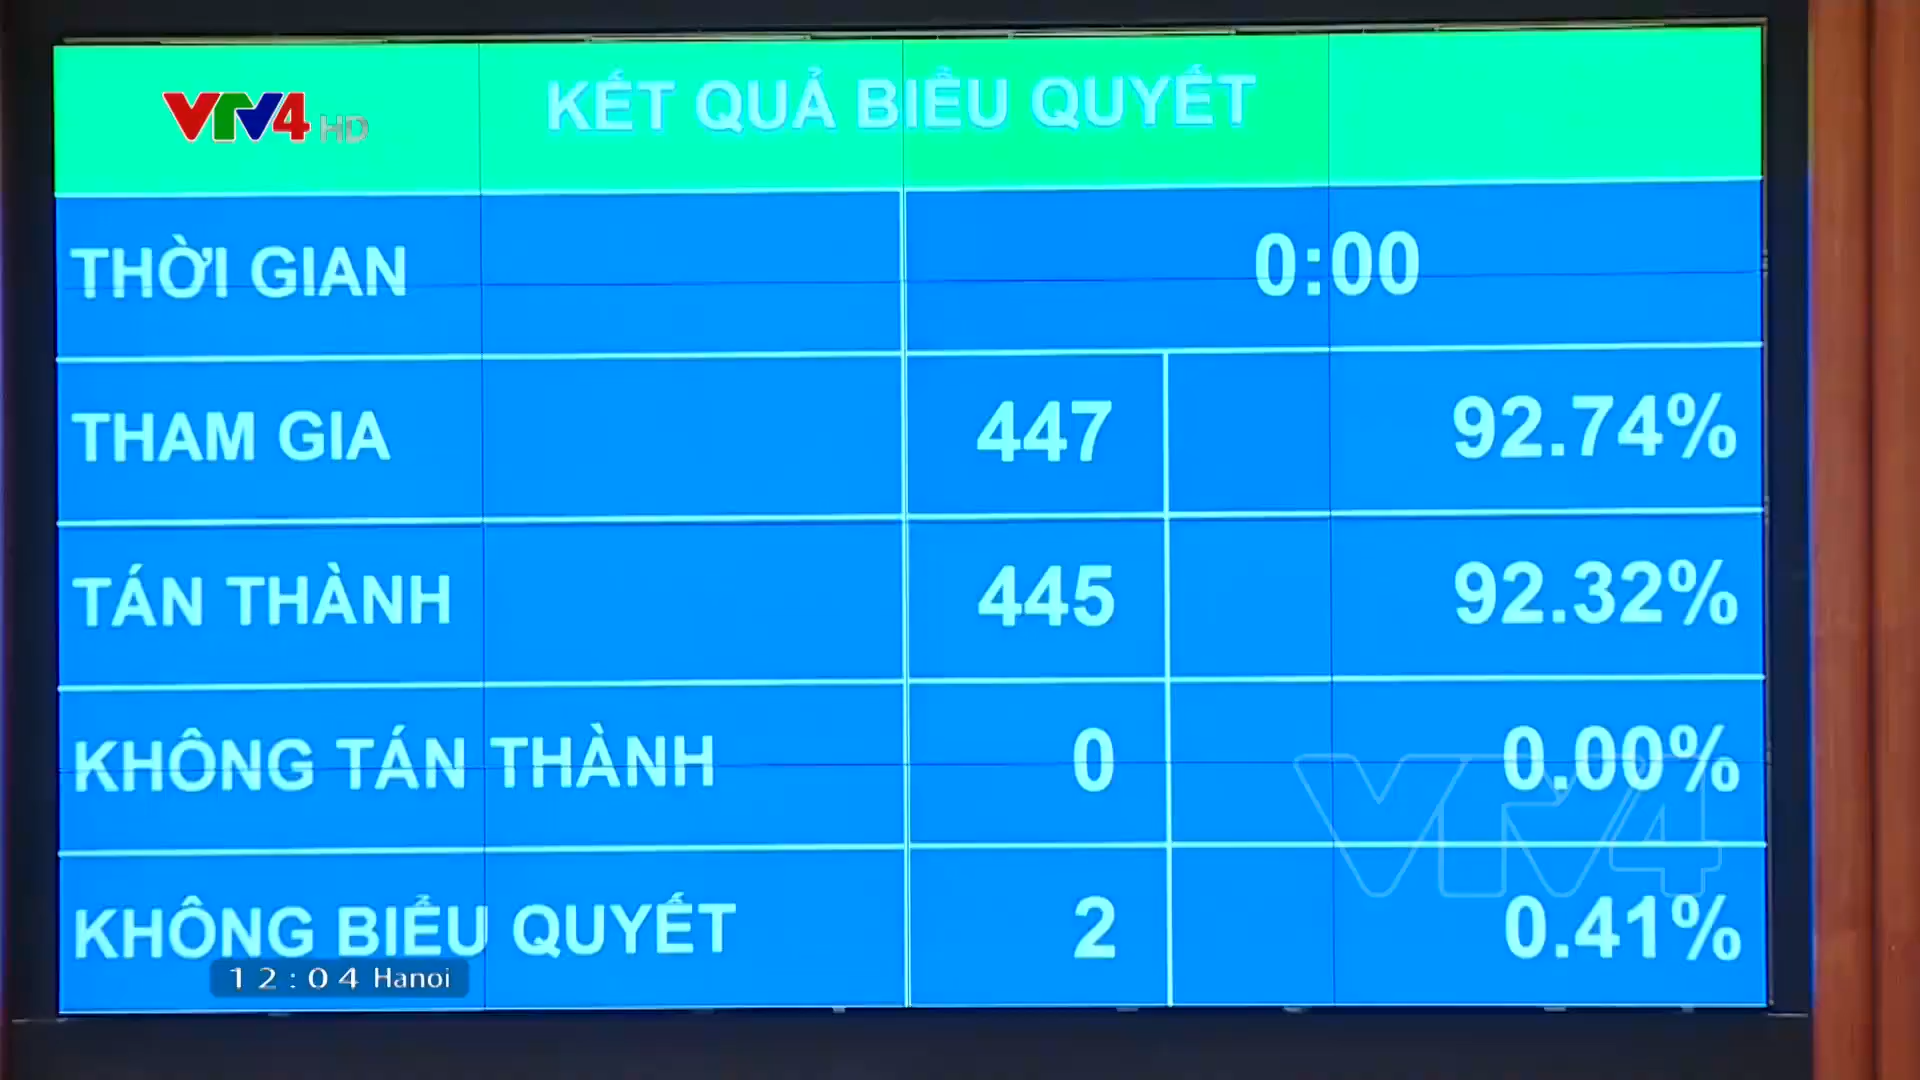 VTV4 HD
KẾT QUẢ BIỂU QUYẾT
THỜI GIAN 0:00
THAM GIA 447 92.74%
TÁN THÀNH 445 92.32%
KHÔNG TÁN THÀNH 0 0.00%
VTV4
KHÔNG BIỂU QUYẾT 2 0.41%
12:04 Hanoi